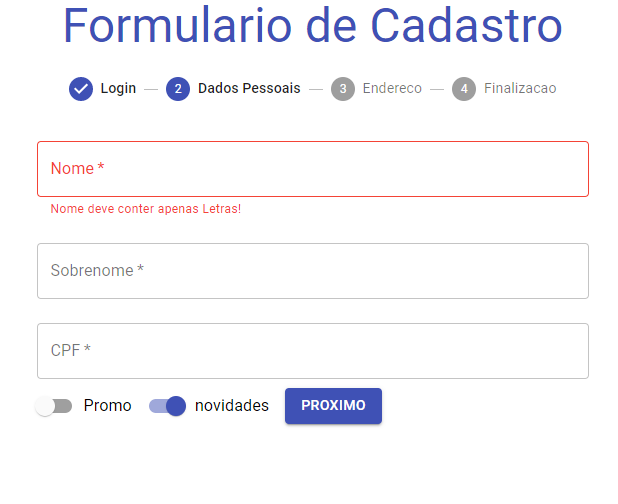 Formulario de Cadastro
Login 2 Dados Pessoais 3 Endereco 4 Finalizacao
Nome *
Nome deve conter apenas Letras!
Sobrenome *
CPF *
Promo novidades PROXIMO